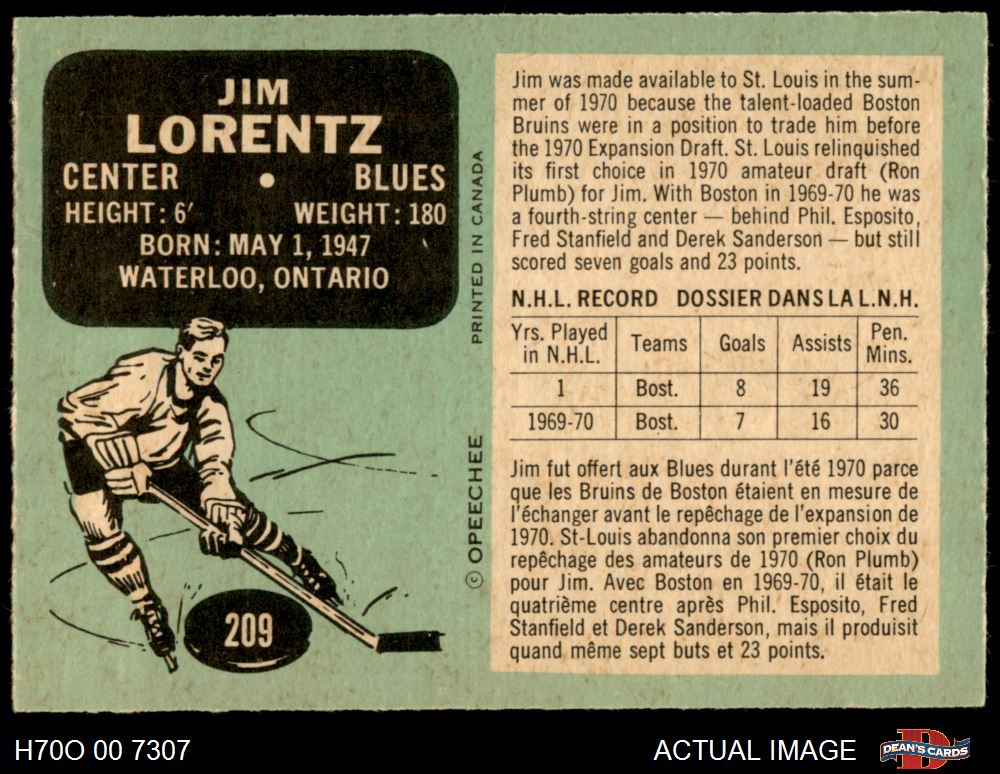 JIM
LORENTZ
CENTER • BLUES
HEIGHT: 6' WEIGHT: 180
BORN: MAY 1, 1947
WATERLOO, ONTARIO
209
© OPEECHEE PRINTED IN CANADA
Jim was made available to St. Louis in the sum-
mer of 1970 because the talent-loaded Boston
Bruins were in a position to trade him before
the 1970 Expansion Draft. St. Louis relinquished
its first choice in 1970 amateur draft (Ron
Plumb) for Jim. With Boston in 1969-70 he was
a fourth-string center — behind Phil. Esposito,
Fred Stanfield and Derek Sanderson — but still
scored seven goals and 23 points.
N.H.L. RECORD DOSSIER DANS LA L.N.H.
Yrs. Played in N.H.L. Teams Goals Assists Pen. Mins.
1 Bost. 8 19 36
1969-70 Bost. 7 16 30
Jim fut offert aux Blues durant l'été 1970 parce
que les Bruins de Boston étaient en mesure de
l'échanger avant le repêchage de l'expansion de
1970. St-Louis abandonna son premier choix du
repêchage des amateurs de 1970 (Ron Plumb)
pour Jim. Avec Boston en 1969-70, il était le
quatrième centre après Phil. Esposito, Fred
Stanfield et Derek Sanderson, mais il produisit
quand même sept buts et 23 points.
H70O 00 7307
ACTUAL IMAGE
DEAN'S CARDS